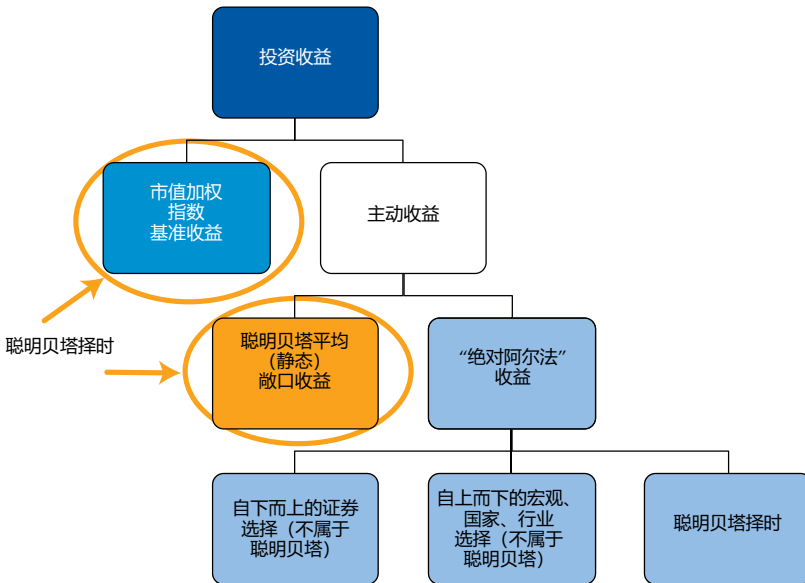 投资收益
市值加权
指数
基准收益
主动收益
聪明贝塔择时
聪明贝塔平均
（静态）
敞口收益
“绝对阿尔法”
收益
自下而上的证券
选择（不属于
聪明贝塔）
自上而下的宏观、
国家、行业
选择（不属于
聪明贝塔）
聪明贝塔择时